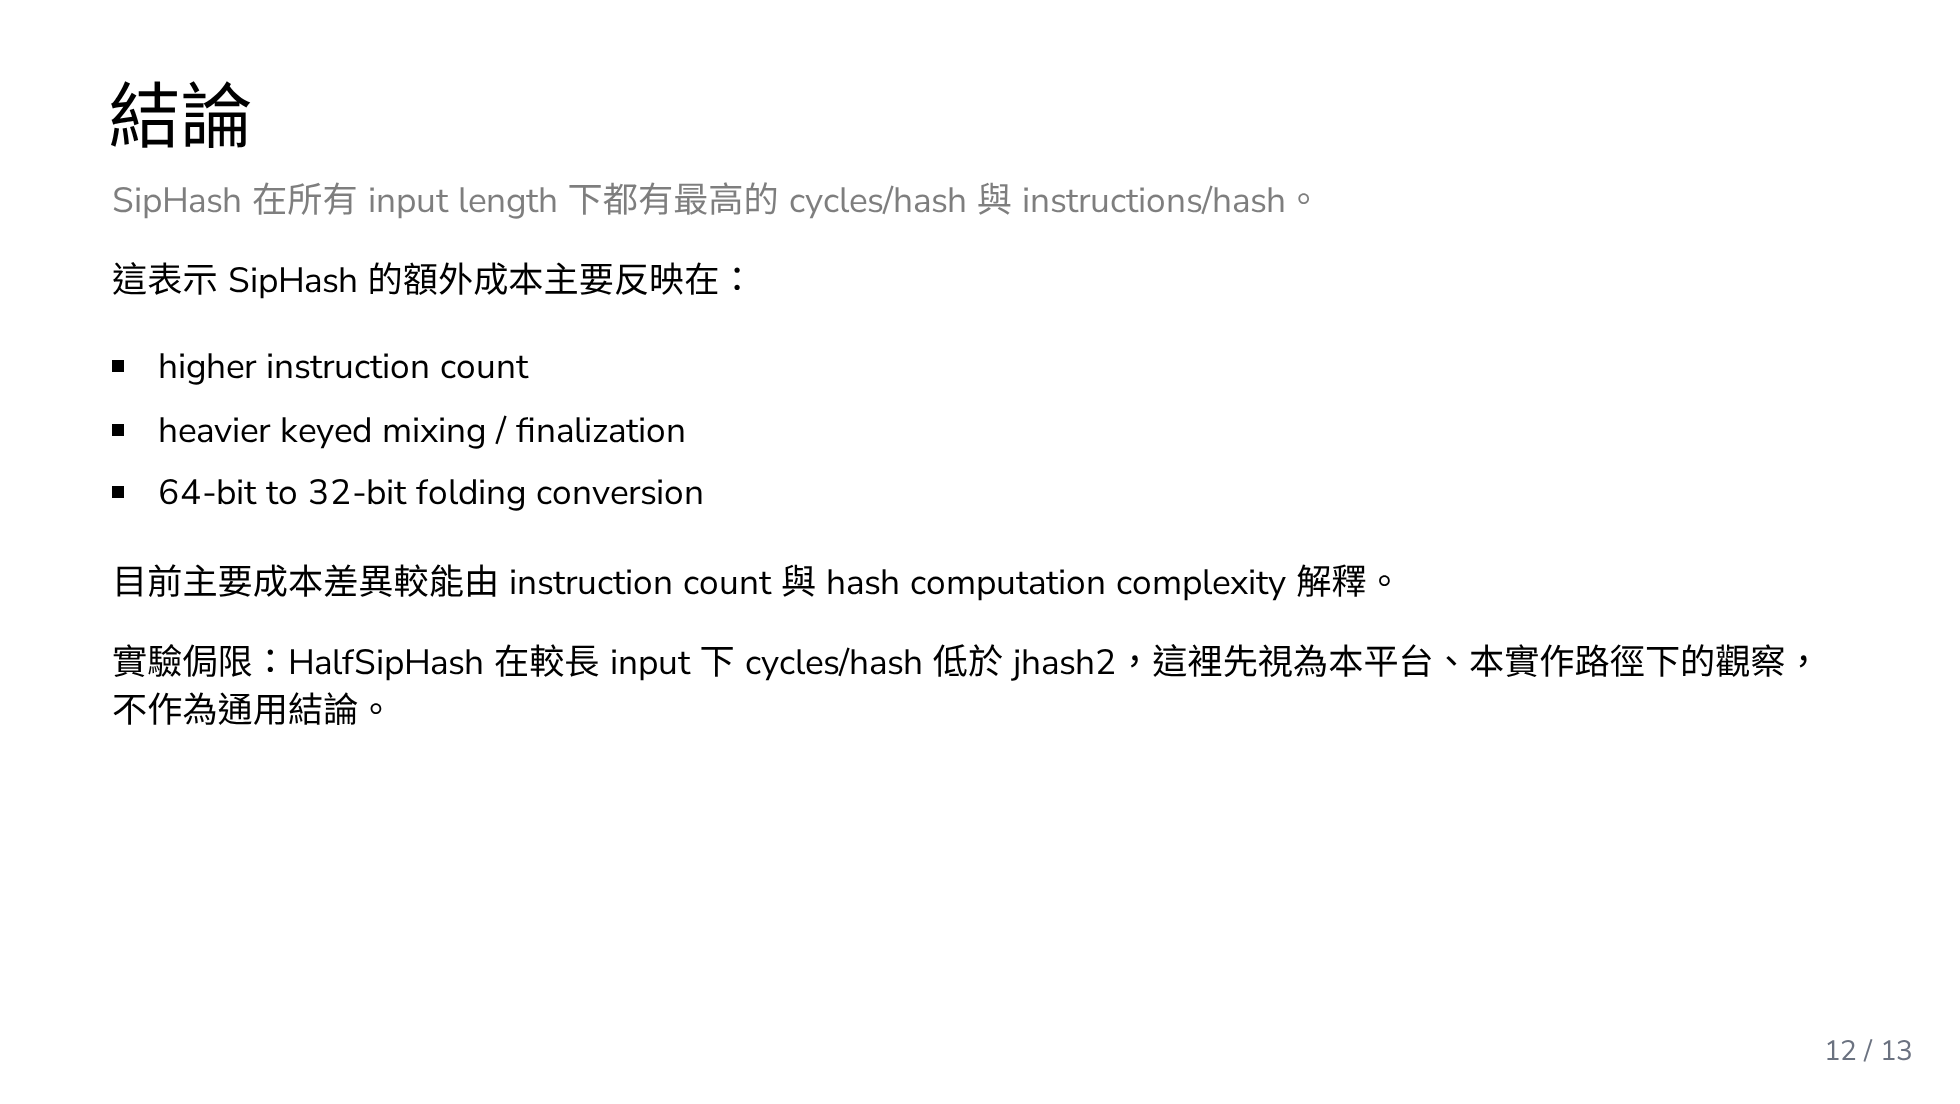 結論
SipHash 在所有 input length 下都有最高的 cycles/hash 與 instructions/hash。
這表示 SipHash 的額外成本主要反映在：
▪ higher instruction count
▪ heavier keyed mixing / finalization
▪ 64-bit to 32-bit folding conversion
目前主要成本差異較能由 instruction count 與 hash computation complexity 解釋。
實驗侷限：HalfSipHash 在較長 input 下 cycles/hash 低於 jhash2，這裡先視為本平台、本實作路徑下的觀察，
不作為通用結論。
12 / 13